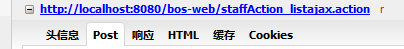 http://localhost:8080/bos-web/staffAction_listajax.action r
头信息 Post 响应 HTML 缓存 Cookies